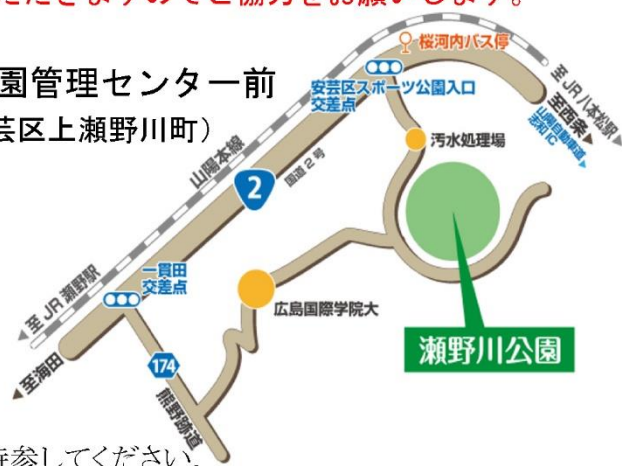 ただきますのでご協力をお願いします。
園管理センター前
芸区上瀬野川町）
桜河内バス停
安芸区スポーツ公園入口
交差点
至JR八本松駅
至西条
山陽自動車道
志和IC
汚水処理場
山陽本線
2
国道2号
一貫田
交差点
至JR瀬野駅
至海田
広島国際学院大
174
熊野跡道
瀬野川公園
持参してください。